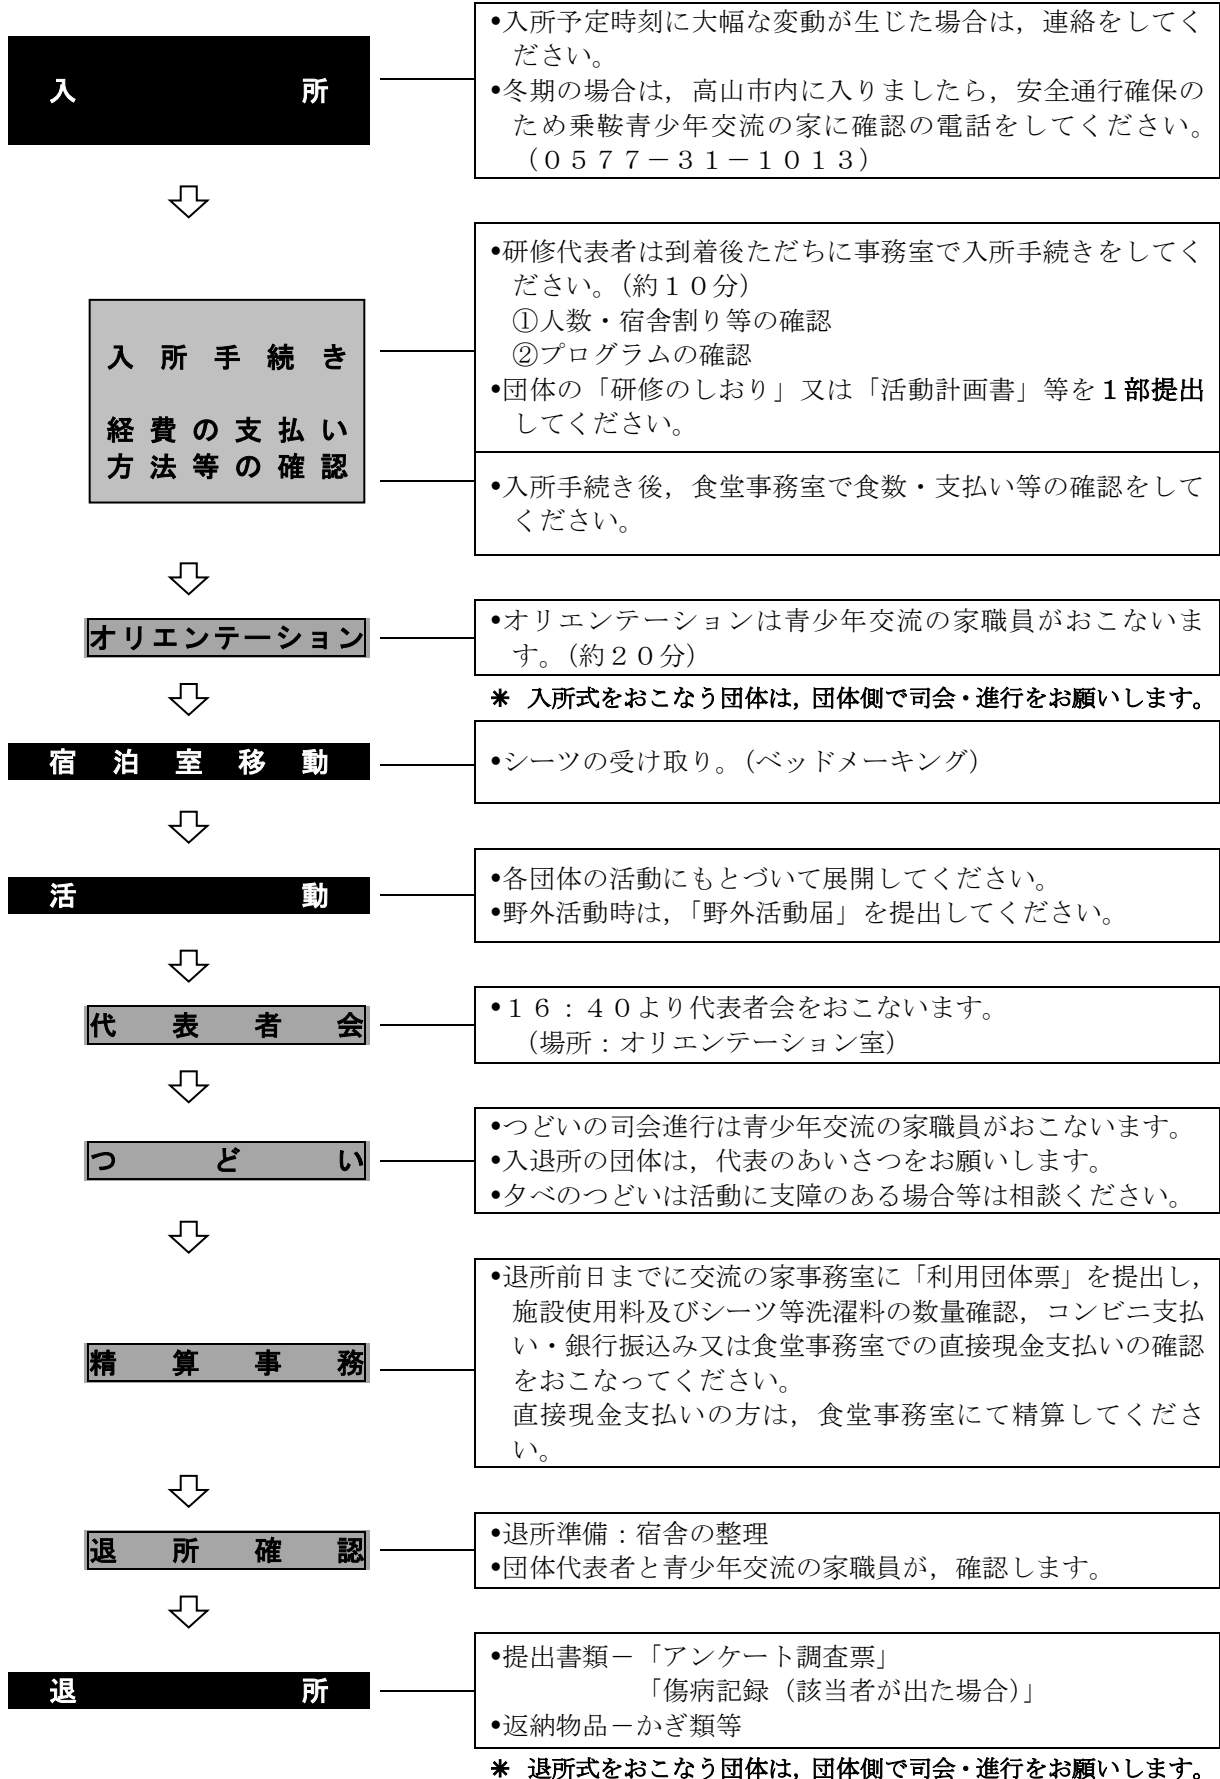 入所
•入所予定時刻に大幅な変動が生じた場合は，連絡をしてく
ださい。
•冬期の場合は，高山市内に入りましたら，安全通行確保の
ため乗鞍青少年交流の家に確認の電話をしてください。
（０５７７－３１－１０１３）
入所手続き
経費の支払い
方法等の確認
•研修代表者は到着後ただちに事務室で入所手続きをしてく
ださい。（約１０分）
①人数・宿舎割り等の確認
②プログラムの確認
•団体の「研修のしおり」又は「活動計画書」等を１部提出
してください。
•入所手続き後，食堂事務室で食数・支払い等の確認をして
ください。
オリエンテーション
•オリエンテーションは青少年交流の家職員がおこないま
す。（約２０分）
＊ 入所式をおこなう団体は，団体側で司会・進行をお願いします。
宿泊室移動
•シーツの受け取り。（ベッドメーキング）
活動
•各団体の活動にもとづいて展開してください。
•野外活動時は，「野外活動届」を提出してください。
代表者会
•１６：４０より代表者会をおこないます。
（場所：オリエンテーション室）
つどい
•つどいの司会進行は青少年交流の家職員がおこないます。
•入退所の団体は，代表のあいさつをお願いします。
•夕べのつどいは活動に支障のある場合等は相談ください。
精算事務
•退所前日までに交流の家事務室に「利用団体票」を提出し，
施設使用料及びシーツ等洗濯料の数量確認，コンビニ支払
い・銀行振込み又は食堂事務室での直接現金支払いの確認
をおこなってください。
直接現金支払いの方は，食堂事務室にて精算してくださ
い。
退所確認
•退所準備：宿舎の整理
•団体代表者と青少年交流の家職員が，確認します。
退所
•提出書類－「アンケート調査票」
「傷病記録（該当者が出た場合）」
•返納物品－かぎ類等
＊ 退所式をおこなう団体は，団体側で司会・進行をお願いします。